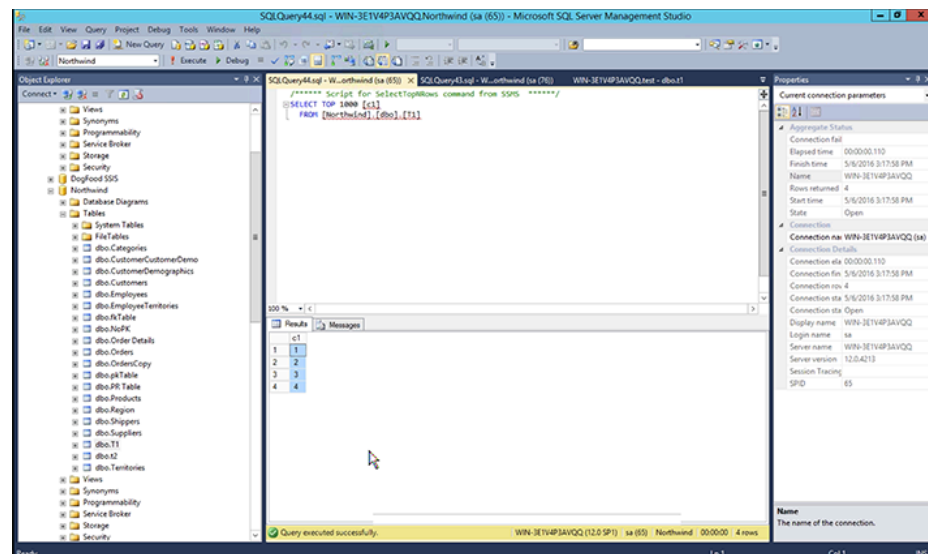 SQLQuery44.sql - WIN-3E1V4P3AVQQ.Northwind (sa (65)) - Microsoft SQL Server Management Studio
File Edit View Query Project Debug Tools Window Help
New Query
Northwind Execute Debug
Object Explorer
Connect
Views
Synonyms
Programmability
Service Broker
Storage
Security
DogFood SSIS
Northwind
Database Diagrams
Tables
System Tables
FileTables
dbo.Categories
dbo.CustomerCustomerDemo
dbo.CustomerDemographics
dbo.Customers
dbo.Employees
dbo.EmployeeTerritories
dbo.fkTable
dbo.NoPK
dbo.Order Details
dbo.Orders
dbo.OrdersCopy
dbo.pkTable
dbo.PR Table
dbo.Products
dbo.Region
dbo.Shippers
dbo.Suppliers
dbo.T1
dbo.t2
dbo.Territories
Views
Synonyms
Programmability
Service Broker
Storage
Security
SQLQuery44.sql - W...orthwind (sa (65)) SQLQuery43.sql - W...orthwind (sa (76)) WIN-3E1V4P3AVQQ.test - dbo.t1
/****** Script for SelectTopNRows command from SSMS ******/
SELECT TOP 1000 [c1]
FROM [Northwind].[dbo].[T1]
100 %
Results Messages
c1
1 1
2 2
3 3
4 4
Query executed successfully. WIN-3E1V4P3AVQQ (12.0 SP1) sa (65) Northwind 00:00:00 4 rows
Properties
Current connection parameters
Aggregate Status
Connection fail
Elapsed time 00:00:00.110
Finish time 5/6/2016 3:17:58 PM
Name WIN-3E1V4P3AVQQ
Rows returned 4
Start time 5/6/2016 3:17:58 PM
State Open
Connection
Connection nar WIN-3E1V4P3AVQQ (sa)
Connection Details
Connection ela 00:00:00.110
Connection fin 5/6/2016 3:17:58 PM
Connection rov 4
Connection sta 5/6/2016 3:17:58 PM
Connection sta Open
Display name WIN-3E1V4P3AVQQ
Login name sa
Server name WIN-3E1V4P3AVQQ
Server version 12.0.4213
Session Tracing
SPID 65
Name
The name of the connection.
Ready Ln 1 Col 1 INS